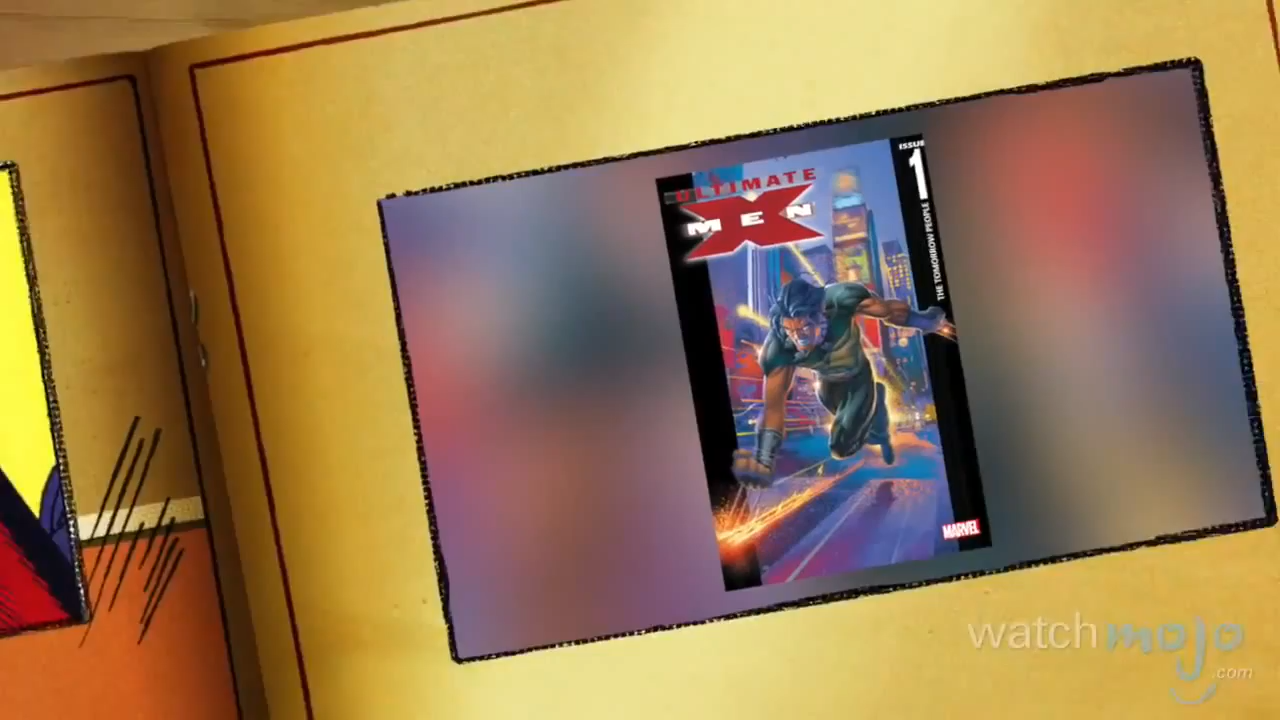 ULTIMATE
X
MEN
ISSUE
1
THE TOMORROW PEOPLE
MARVEL
watchmojo
.com